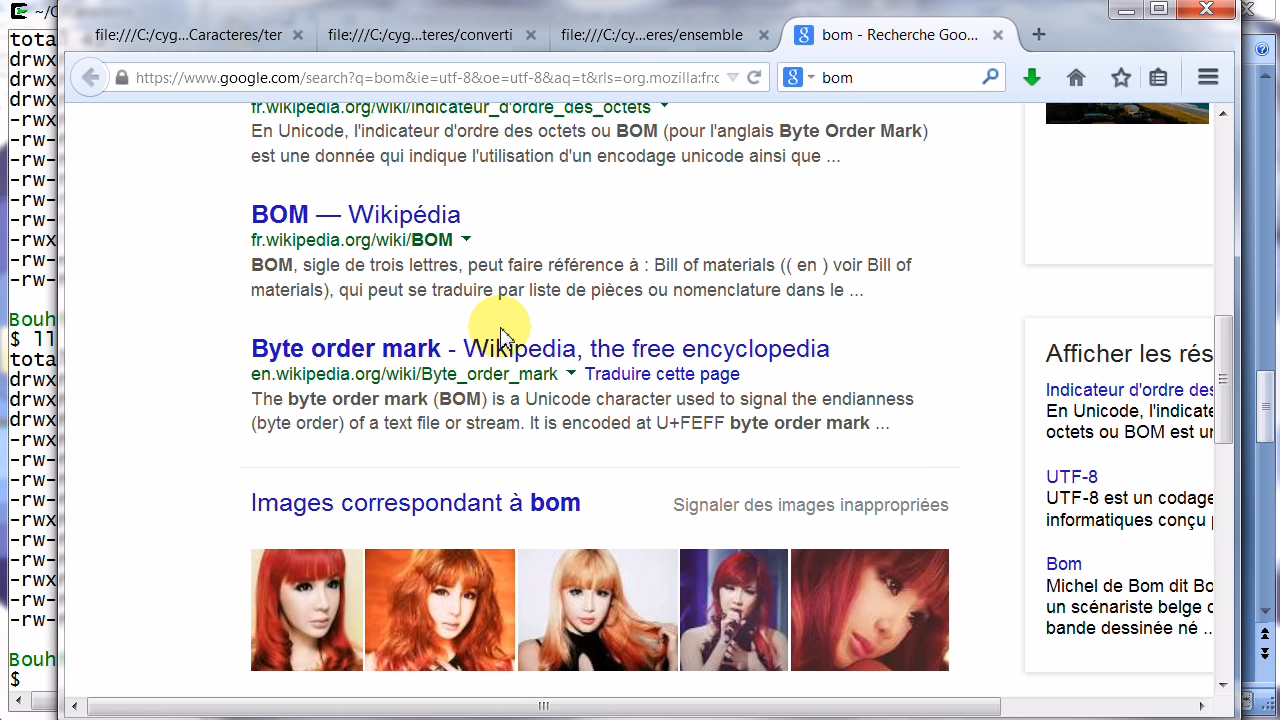 ~/C
file:///C:/cyg...Caracteres/ter
file:///C:/cyg...teres/converti
file:///C:/cy...eres/ensemble
bom - Recherche Goo...
https://www.google.com/search?q=bom&ie=utf-8&oe=utf-8&aq=t&rls=org.mozilla:fr:c
bom
fr.wikipedia.org/wiki/Indicateur_d'ordre_des_octets
En Unicode, l'indicateur d'ordre des octets ou BOM (pour l'anglais Byte Order Mark)
est une donnée qui indique l'utilisation d'un encodage unicode ainsi que ...
BOM — Wikipédia
fr.wikipedia.org/wiki/BOM
BOM, sigle de trois lettres, peut faire référence à : Bill of materials (( en ) voir Bill of
materials), qui peut se traduire par liste de pièces ou nomenclature dans le ...
Byte order mark - Wikipedia, the free encyclopedia
en.wikipedia.org/wiki/Byte_order_mark Traduire cette page
The byte order mark (BOM) is a Unicode character used to signal the endianness
(byte order) of a text file or stream. It is encoded at U+FEFF byte order mark ...
Images correspondant à bom
Signaler des images inappropriées
Afficher les rés
Indicateur d'ordre des
En Unicode, l'indicate
octets ou BOM est un
UTF-8
UTF-8 est un codage
informatiques conçu p
Bom
Michel de Bom dit Bo
un scénariste belge d
bande dessinée né ...
tota
drwx
drwx
drwx
-rwx
-rw-
-rw-
-rw-
-rw-
-rw-
-rwx
-rw-
-rw-
Bouh
$ ll
tota
drwx
drwx
drwx
-rwx
-rw-
-rw-
-rw-
-rw-
-rw-
-rw-
-rwx
-rw-
-rw-
Bouh
$